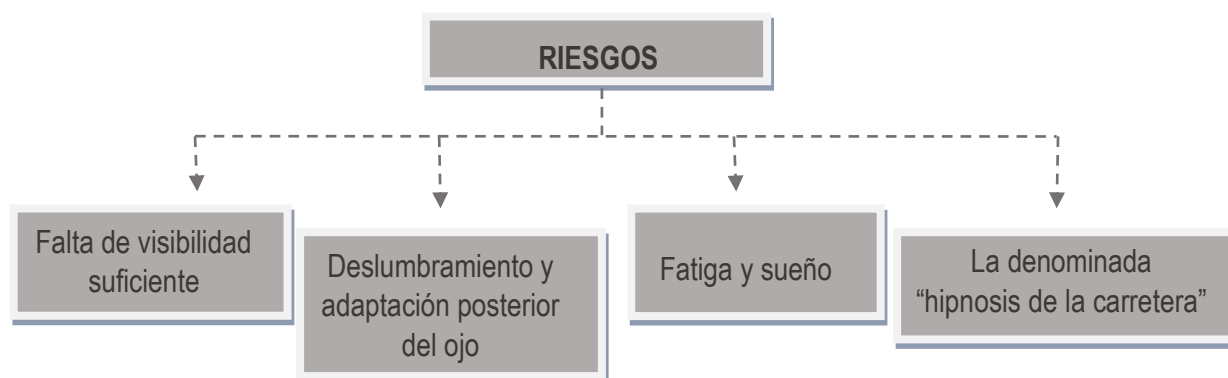 RIESGOS
Falta de visibilidad
suficiente
Deslumbramiento y
adaptación posterior
del ojo
Fatiga y sueño
La denominada
“hipnosis de la carretera”